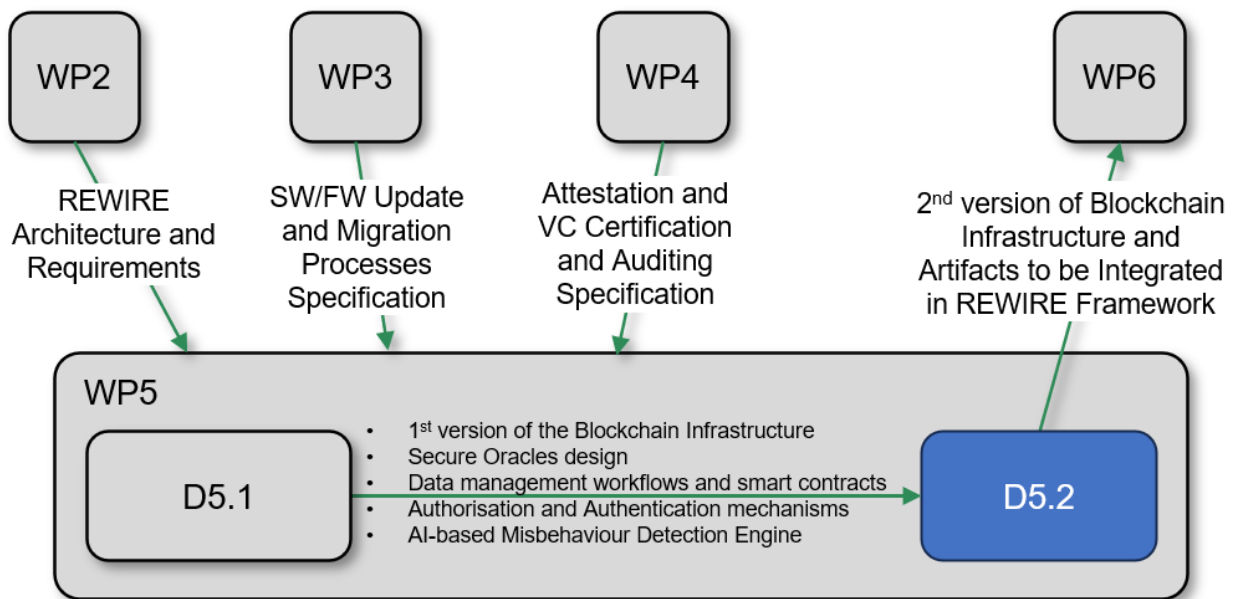 WP2
WP3
WP4
WP6
REWIRE
Architecture and
Requirements
SW/FW Update
and Migration
Processes
Specification
Attestation and
VC Certification
and Auditing
Specification
2nd version of Blockchain
Infrastructure and
Artifacts to be Integrated
in REWIRE Framework
WP5
D5.1
• 1st version of the Blockchain Infrastructure
• Secure Oracles design
• Data management workflows and smart contracts
• Authorisation and Authentication mechanisms
• AI-based Misbehaviour Detection Engine
D5.2